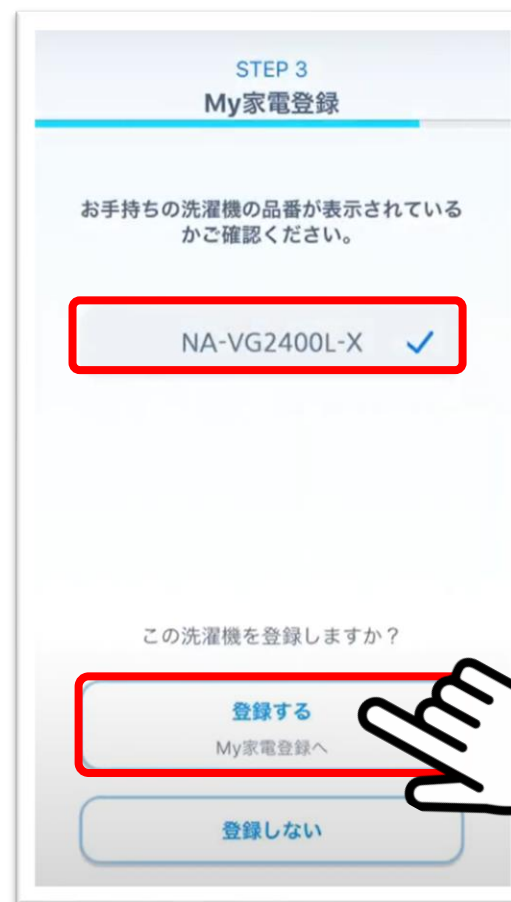 STEP 3
My家電登録
お手持ちの洗濯機の品番が表示されている
かご確認ください。
NA-VG2400L-X
この洗濯機を登録しますか？
登録する
My家電登録へ
登録しない